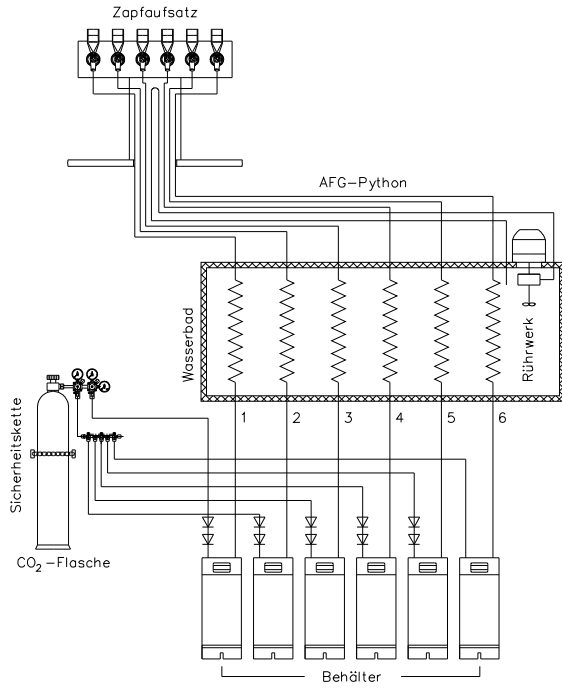 Zapfaufsatz
AFG-Python
Wasserbad
Rührwerk
1 2 3 4 5 6
Sicherheitskette
CO₂-Flasche
Behälter